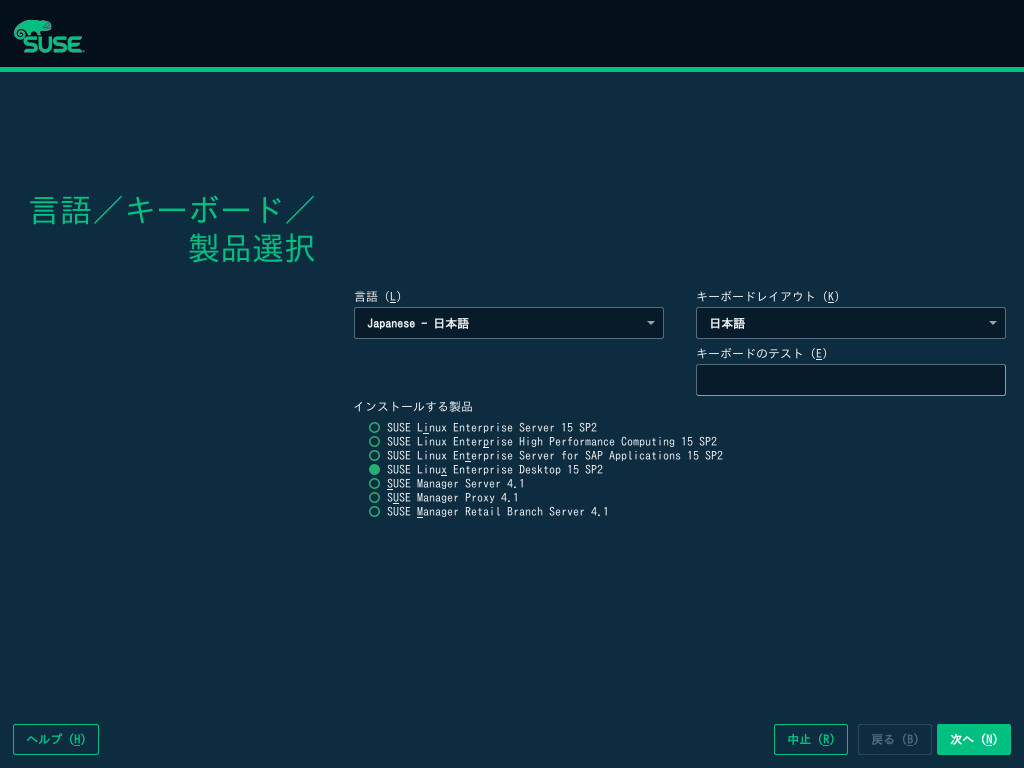 SUSE
言語／キーボード／
製品選択
言語 (L)
キーボードレイアウト (K)
Japanese - 日本語
日本語
キーボードのテスト (E)
インストールする製品
SUSE Linux Enterprise Server 15 SP2
SUSE Linux Enterprise High Performance Computing 15 SP2
SUSE Linux Enterprise Server for SAP Applications 15 SP2
SUSE Linux Enterprise Desktop 15 SP2
SUSE Manager Server 4.1
SUSE Manager Proxy 4.1
SUSE Manager Retail Branch Server 4.1
ヘルプ (H)
中止 (R)
戻る (B)
次へ (N)